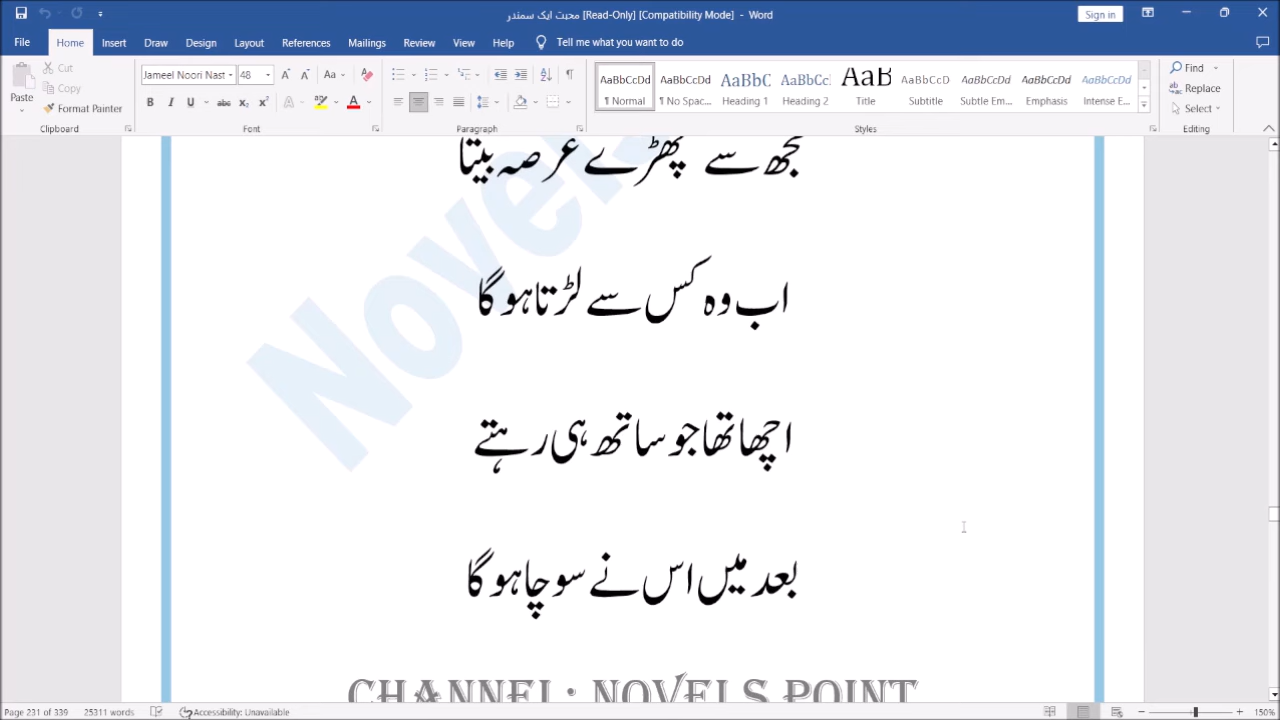 محبت ایک سمندر [Read-Only] [Compatibility Mode] - Word
Sign in
File Home Insert Draw Design Layout References Mailings Review View Help Tell me what you want to do
Paste
Cut
Copy
Format Painter
Clipboard
Jameel Noori Nast 48
Font
Paragraph
AaBbCcDd AaBbCcDd AaBbC AaBbCc AaB AaBbCcD AaBbCcDd AaBbCcDd AaBbCcDd
¶ Normal ¶ No Spac... Heading 1 Heading 2 Title Subtitle Subtle Em... Emphasis Intense E...
Styles
Find
Replace
Select
Editing
سے بچھڑے عرصہ بیتا
اب وہ کس سے لڑتا ہوگا
اچھا تھا جو ساتھ ہی رہتے
بعد میں اس نے سوچا ہوگا
Novel
CHANNEL: NOVELS POINT
Page 231 of 339 25311 words Accessibility: Unavailable 150%